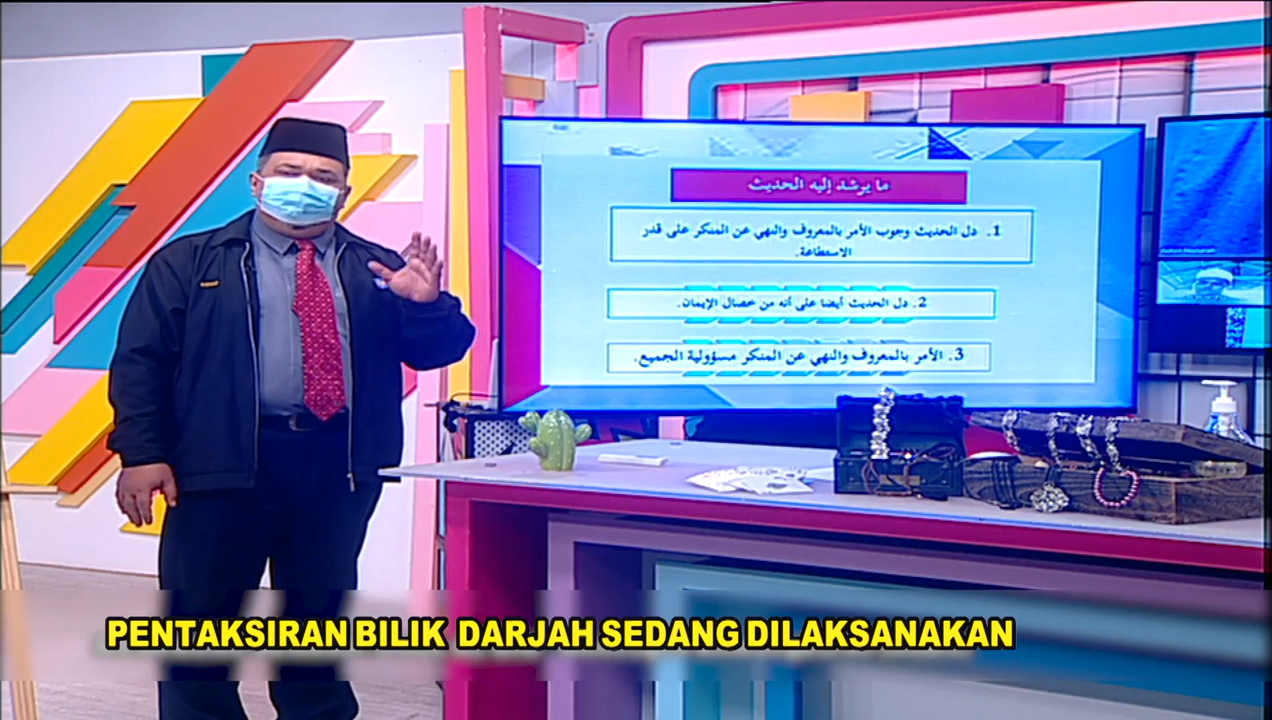 ما يرشد إليه الحديث
1. دل الحديث وجوب الأمر بالمعروف والنهي عن المنكر على قدر
الاستطاعة.
2. دل الحديث أيضا على أنه من خصال الإيمان.
3. الأمر بالمعروف والنهي عن المنكر مسؤولية الجميع.
PENTAKSIRAN BILIK DARJAH SEDANG DILAKSANAKAN